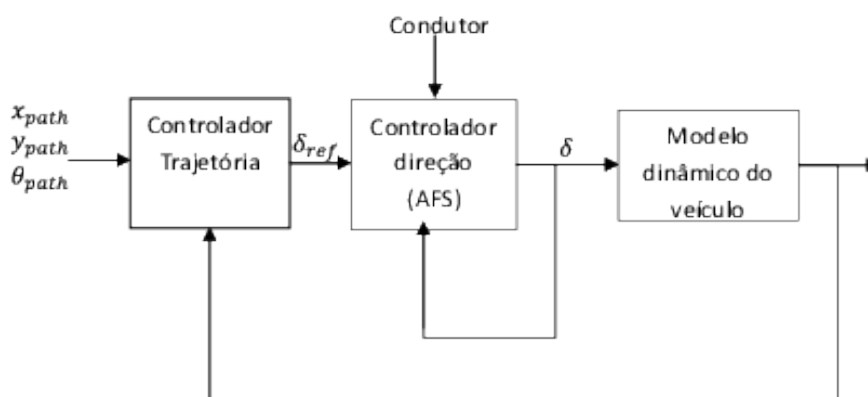 Condutor
x_path
y_path
θ_path
Controlador
Trajetória
δ_ref
Controlador
direção
(AFS)
δ
Modelo
dinâmico do
veículo